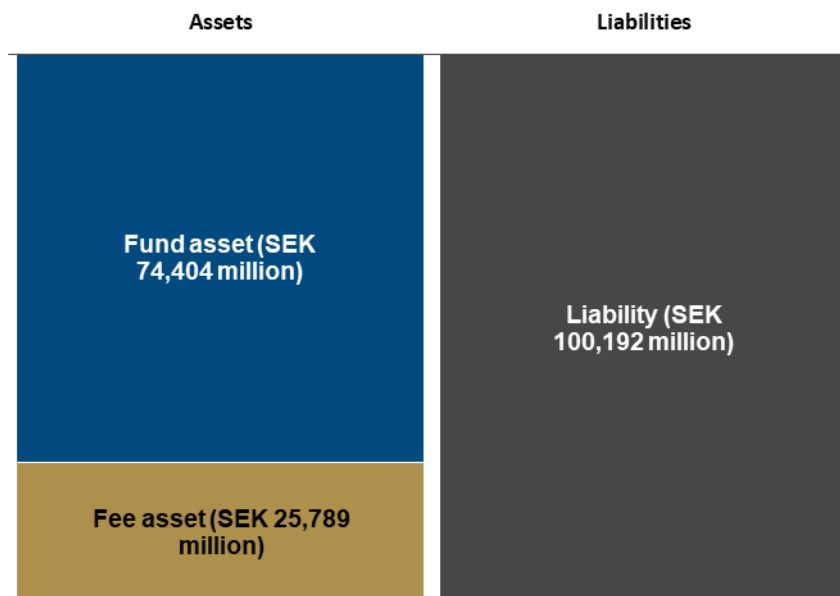 Assets
Liabilities
Fund asset (SEK
74,404 million)
Liability (SEK
100,192 million)
Fee asset (SEK 25,789
million)